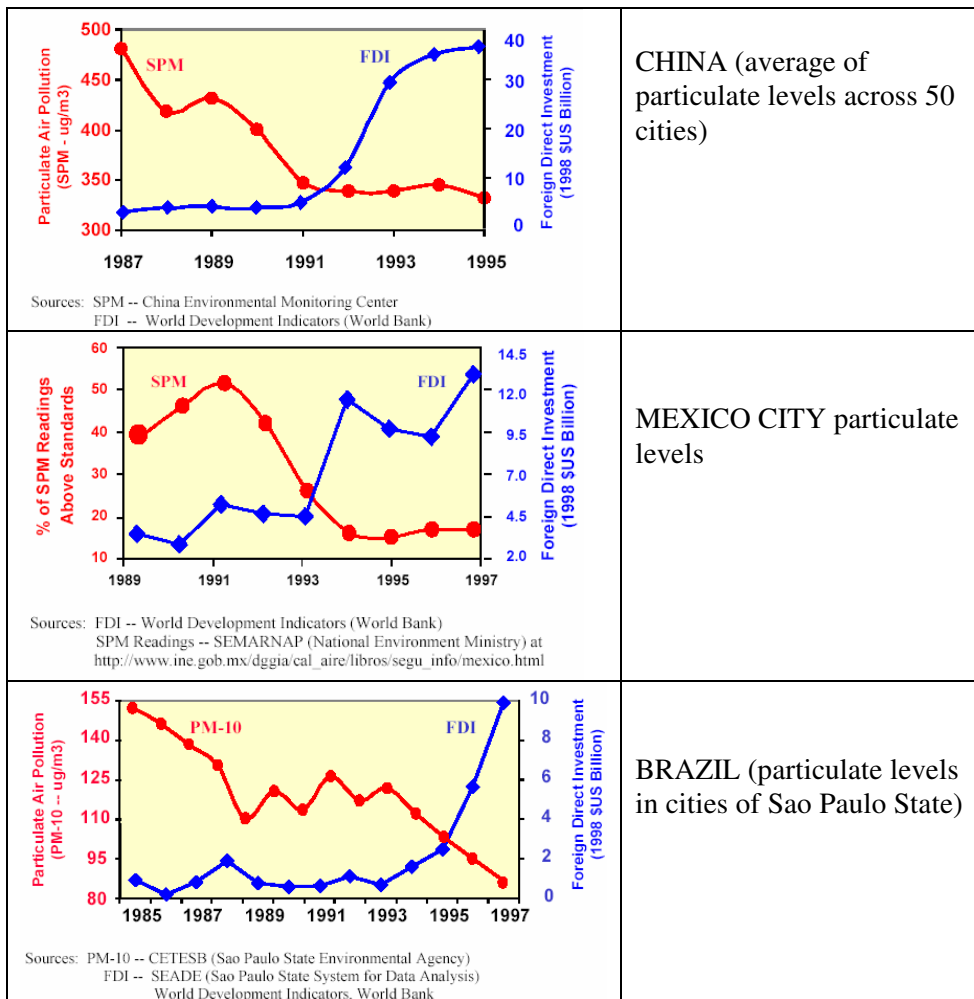 500
450
400
350
300
Particulate Air Pollution
(SPM - ug/m3)
SPM
FDI
40
30
20
10
0
Foreign Direct Investment
(1998 $US Billion)
1987 1989 1991 1993 1995
Sources: SPM -- China Environmental Monitoring Center
FDI -- World Development Indicators (World Bank)
CHINA (average of
particulate levels across 50
cities)
60
50
40
30
20
10
% of SPM Readings
Above Standards
SPM
FDI
14.5
12.0
9.5
7.0
4.5
2.0
Foreign Direct Investment
(1998 $US Billion)
1989 1991 1993 1995 1997
Sources: FDI -- World Development Indicators (World Bank)
SPM Readings -- SEMARNAP (National Environment Ministry) at
http://www.ine.gob.mx/dggia/cal_aire/libros/segu_info/mexico.html
MEXICO CITY particulate
levels
155
140
125
110
95
80
Particulate Air Pollution
(PM-10 -- ug/m3)
PM-10
FDI
10
8
6
4
2
0
Foreign Direct Investment
(1998 $US Billion)
1985 1987 1989 1991 1993 1995 1997
Sources: PM-10 -- CETESB (Sao Paulo State Environmental Agency)
FDI -- SEADE (Sao Paulo State System for Data Analysis)
World Development Indicators, World Bank
BRAZIL (particulate levels
in cities of Sao Paulo State)